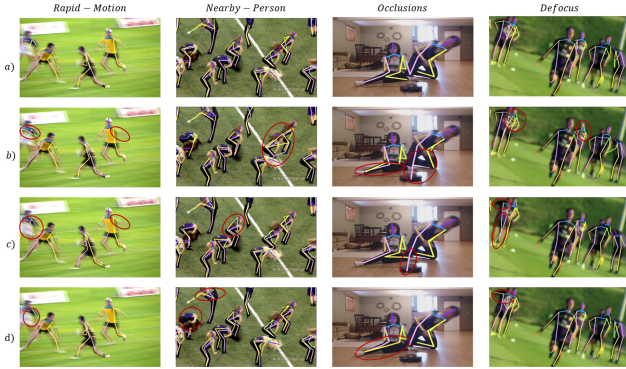 Rapid – Motion
Nearby – Person
Occlusions
Defocus
a)
b)
c)
d)